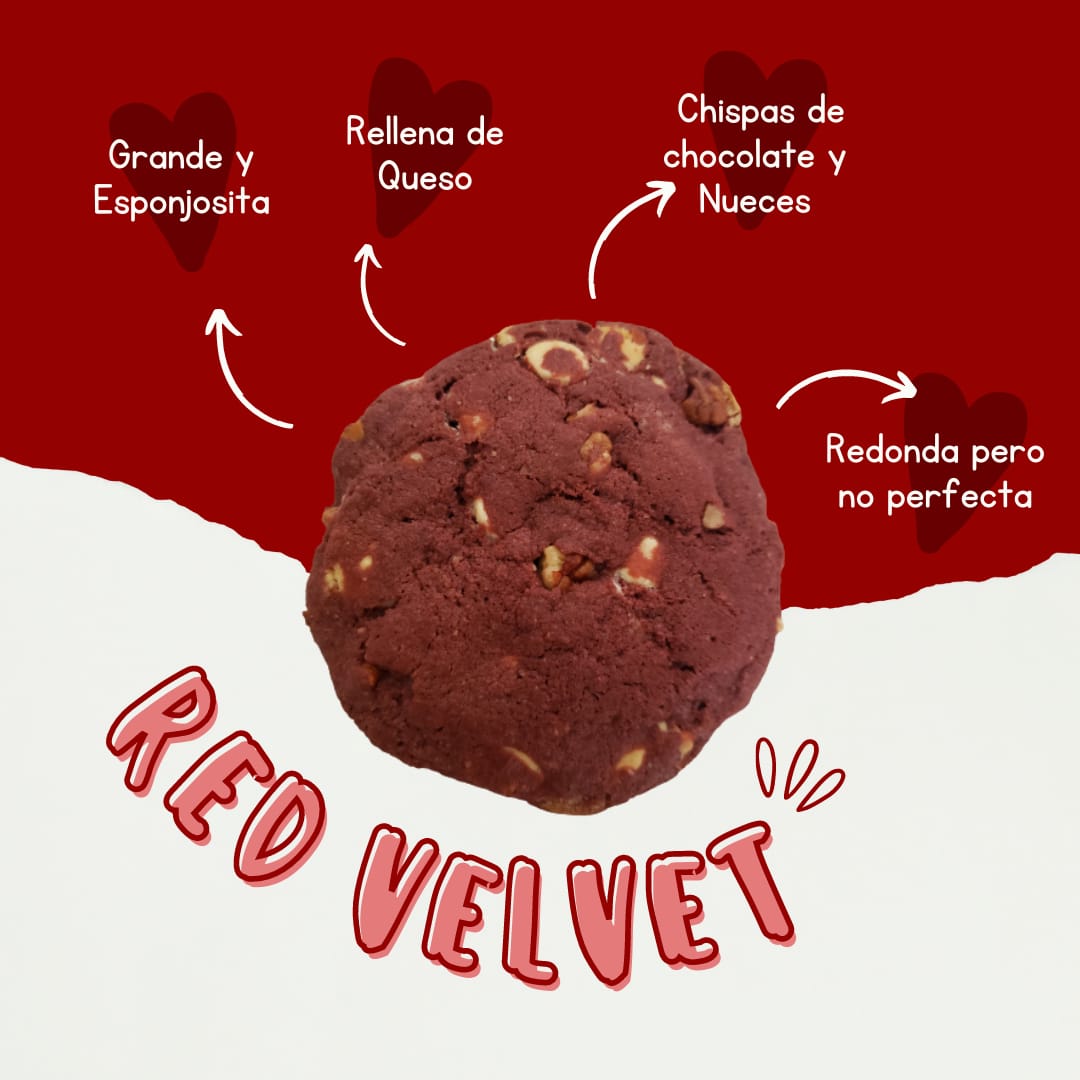 Grande y
Esponjosita
Rellena de
Queso
Chispas de
chocolate y
Nueces
Redonda pero
no perfecta
RED VELVET